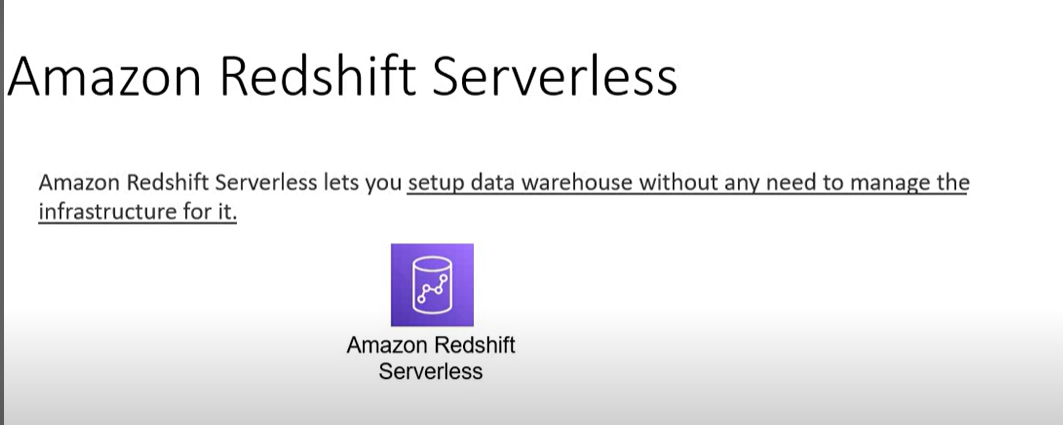 Amazon Redshift Serverless
Amazon Redshift Serverless lets you setup data warehouse without any need to manage the
infrastructure for it.
Amazon Redshift
Serverless